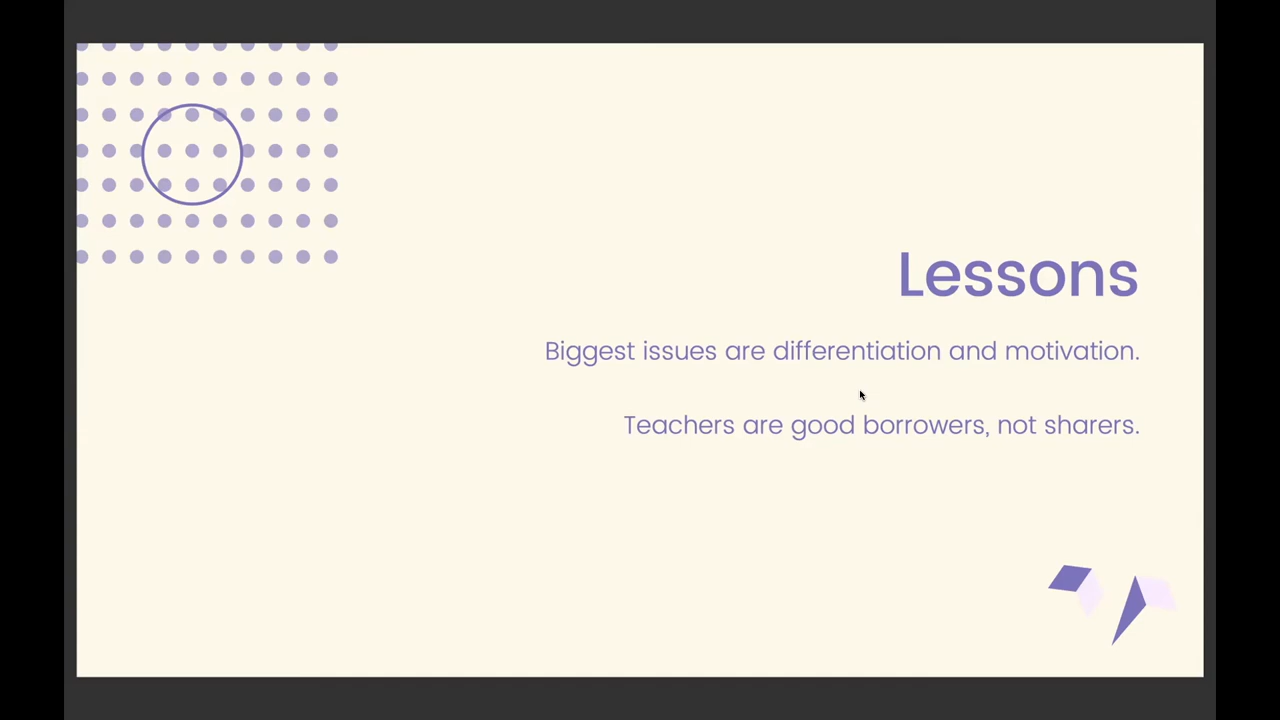 Lessons
Biggest issues are differentiation and motivation.
Teachers are good borrowers, not sharers.